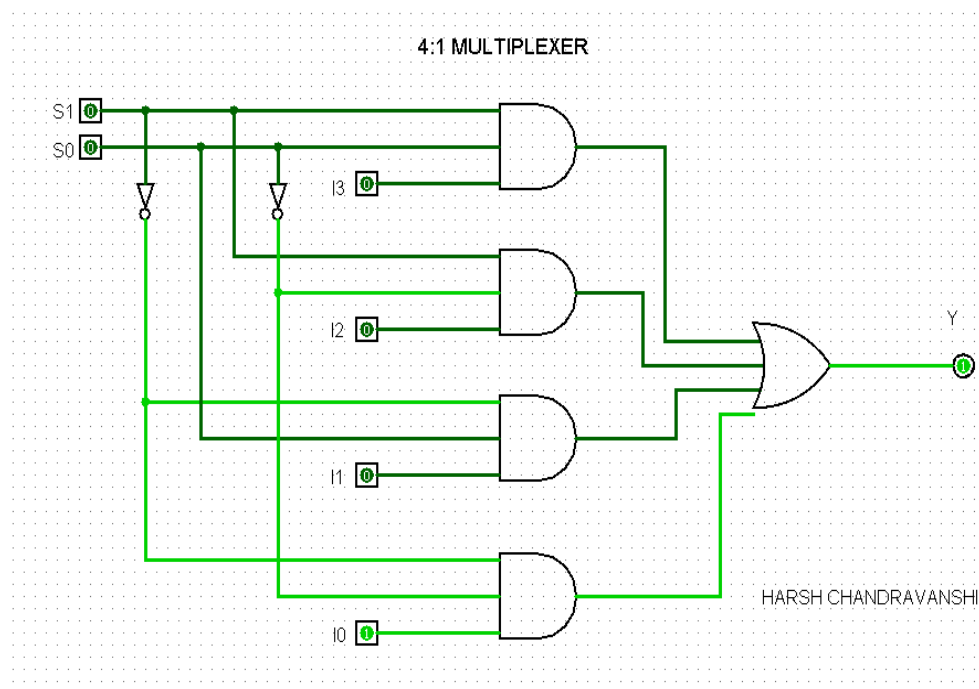 4:1 MULTIPLEXER
S1 0
S0 0
I3 0
I2 0
Y
1
I1 0
HARSH CHANDRAVANSHI
I0 1